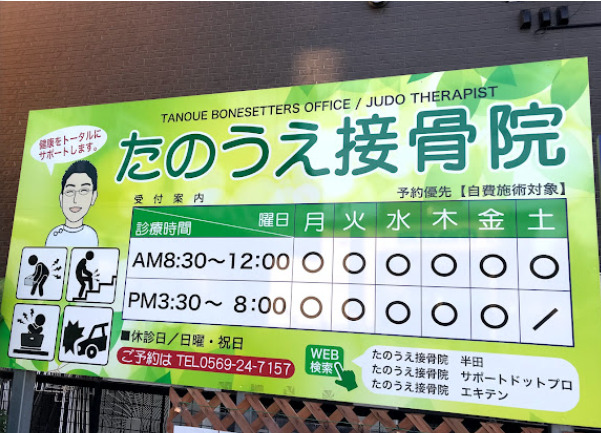 TANOUE BONESETTERS OFFICE / JUDO THERAPIST
健康をトータルに
サポートします。
たのうえ接骨院
受付案内
予約優先【自費施術対象】
診療時間 曜日 月 火 水 木 金 土
AM8:30〜12:00 ○ ○ ○ ○ ○ ○
PM3:30〜 8:00 ○ ○ ○ ○ ○ /
■休診日/日曜・祝日
ご予約は TEL0569-24-7157
WEB
検索
たのうえ接骨院 半田
たのうえ接骨院 サポートドットプロ
たのうえ接骨院 エキテン